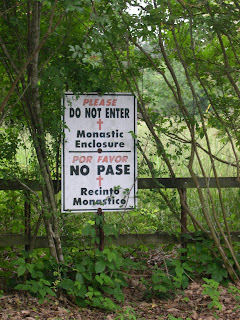 PLEASE
DO NOT ENTER
Monastic
Enclosure
POR FAVOR
NO PASE
Recinto
Monastico